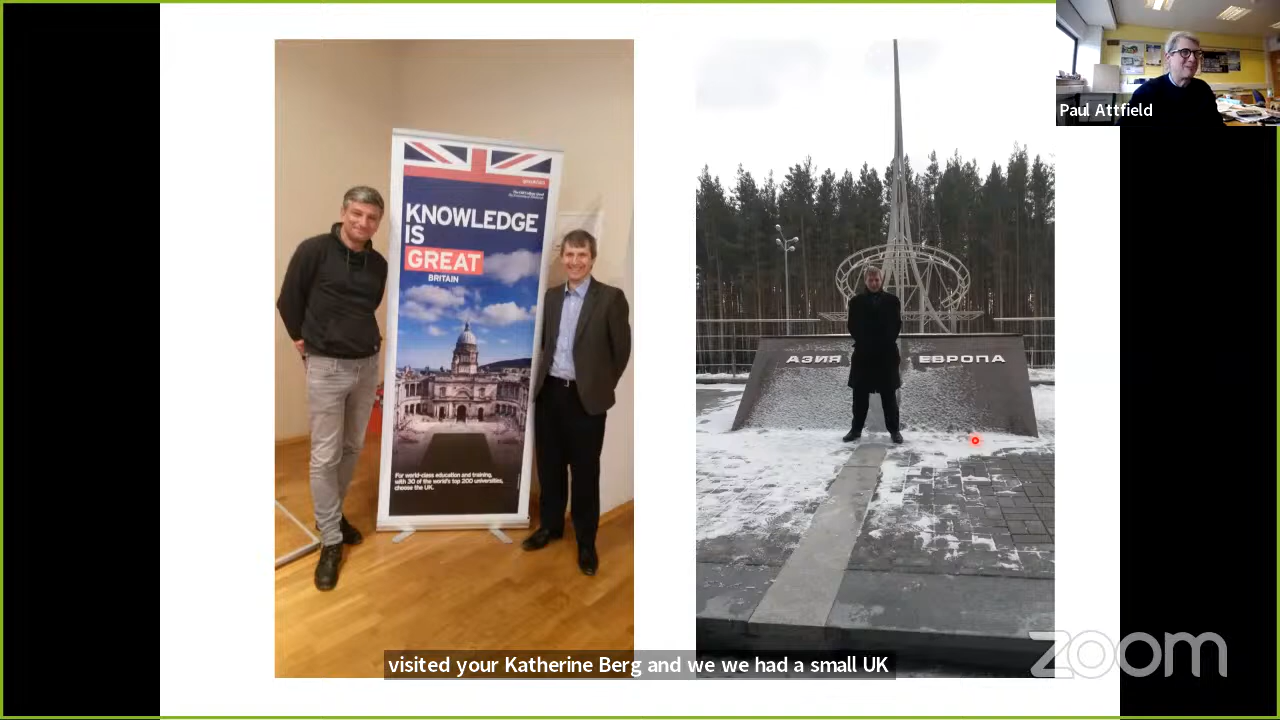 Paul Attfield
KNOWLEDGE
IS
GREAT
BRITAIN
For world-class education and training,
with 30 of the world's top 200 universities,
choose the UK.
АЗИЯ ЕВРОПА
visited your Katherine Berg and we we had a small UK
zoom